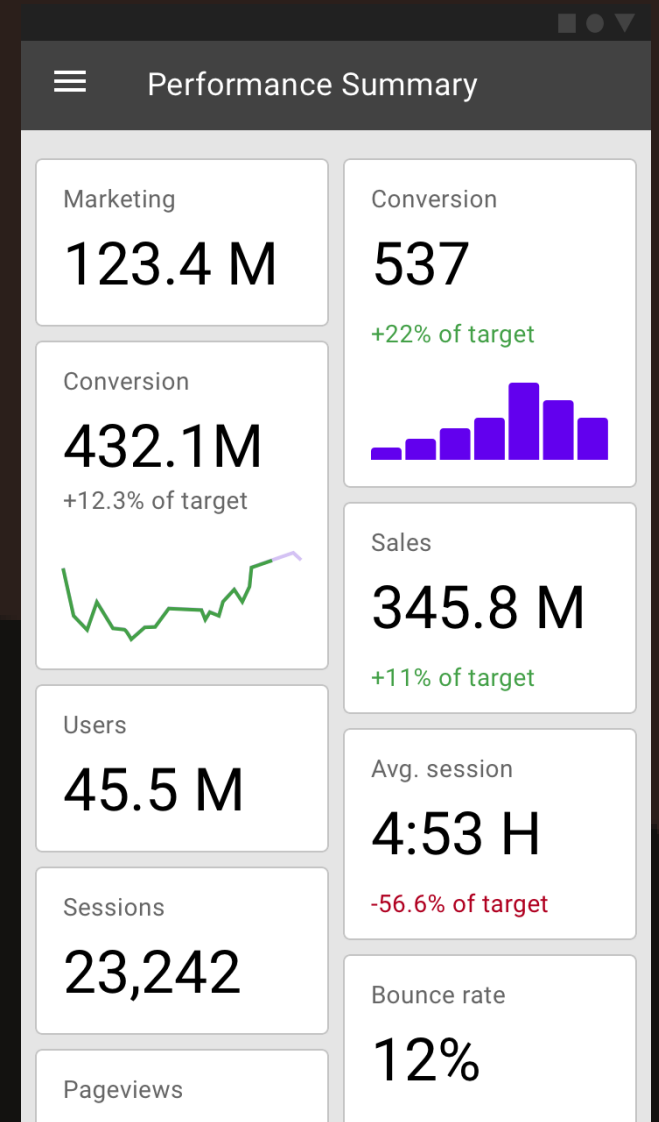 Performance Summary
Marketing
123.4 M
Conversion
432.1M
+12.3% of target
Users
45.5 M
Sessions
23,242
Pageviews
Conversion
537
+22% of target
Sales
345.8 M
+11% of target
Avg. session
4:53 H
-56.6% of target
Bounce rate
12%